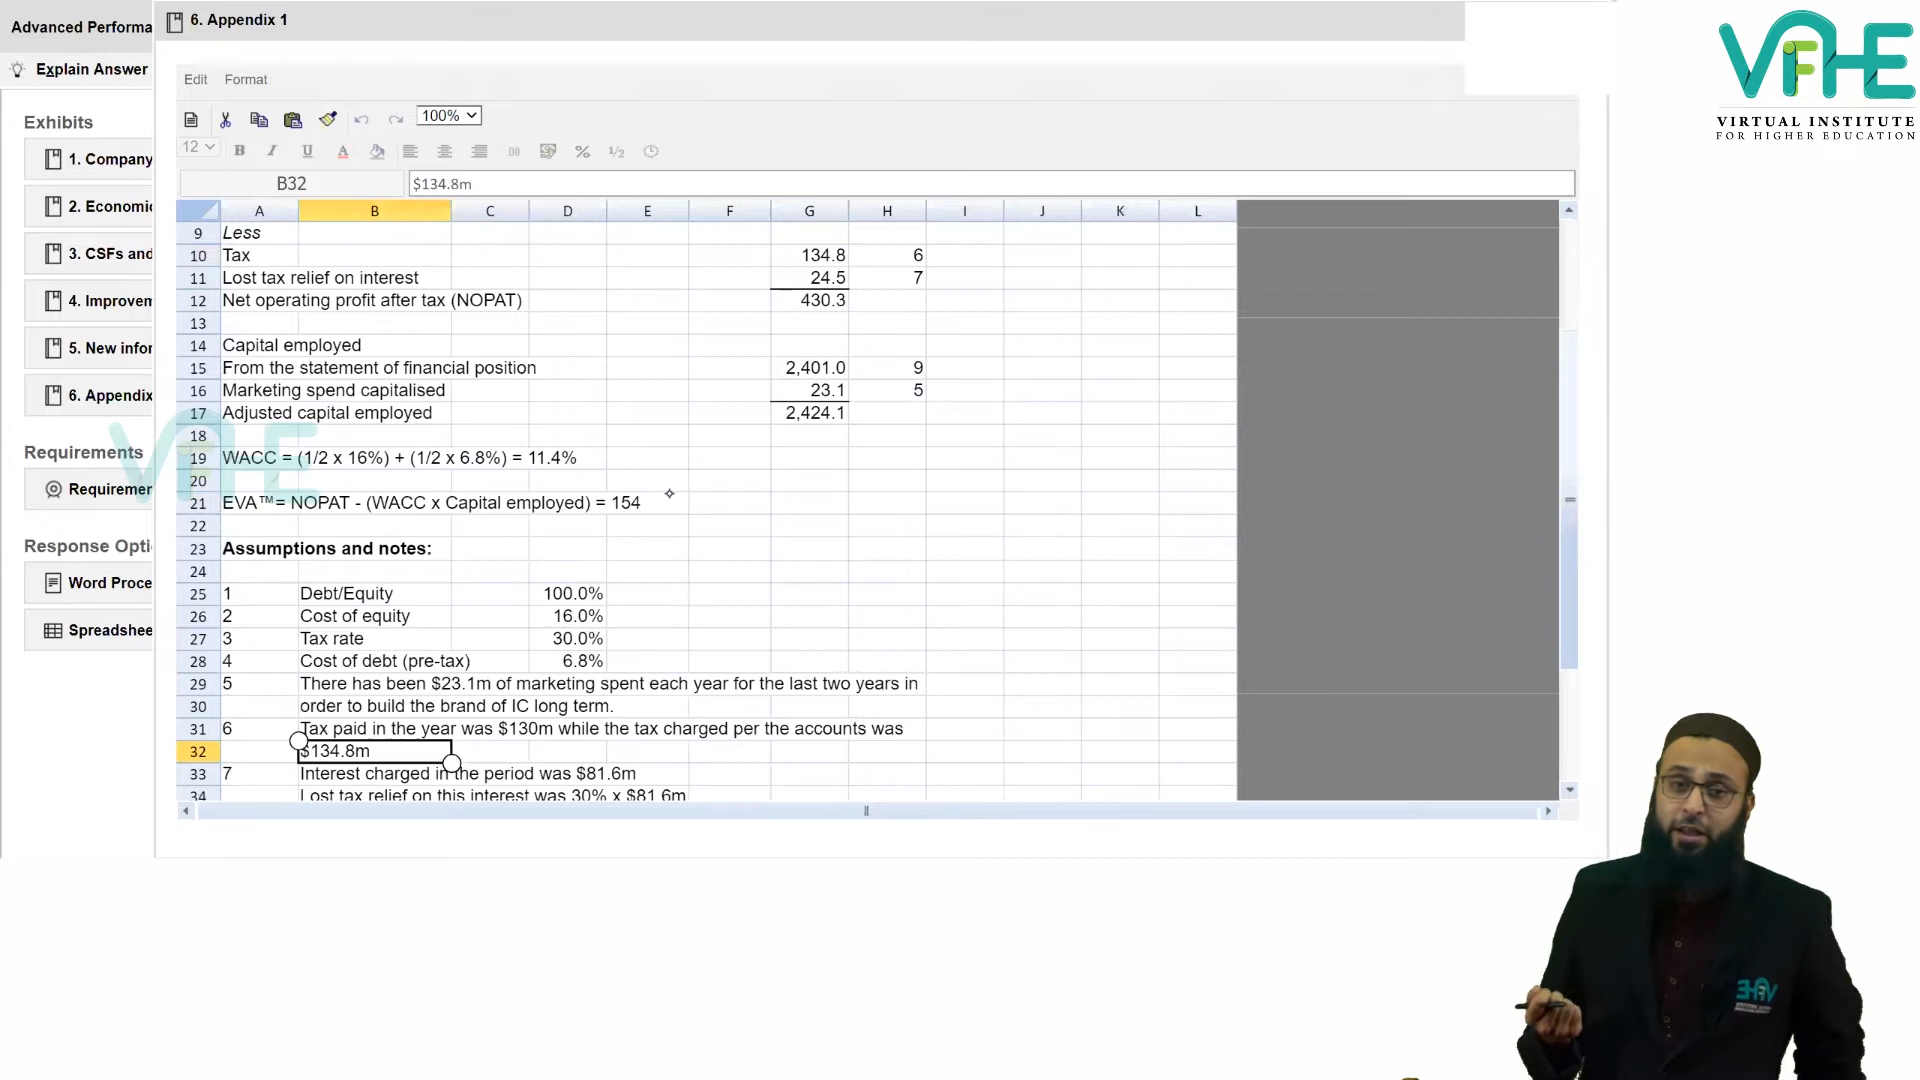 Advanced Performa
6. Appendix 1
VIFHE
VIRTUAL INSTITUTE
FOR HIGHER EDUCATION
Explain Answer
Edit Format
100%
12 B I U A .00 % 1/2
B32 $134.8m
Exhibits
1. Company
2. Economic
3. CSFs and
4. Improvem
5. New infor
6. Appendix
Requirements
Requiremen
Response Opti
Word Proce
Spreadshee
A B C D E F G H I J K L
9 Less
10 Tax 134.8 6
11 Lost tax relief on interest 24.5 7
12 Net operating profit after tax (NOPAT) 430.3
13
14 Capital employed
15 From the statement of financial position 2,401.0 9
16 Marketing spend capitalised 23.1 5
17 Adjusted capital employed 2,424.1
18
19 WACC = (1/2 x 16%) + (1/2 x 6.8%) = 11.4%
20
21 EVA™= NOPAT - (WACC x Capital employed) = 154
22
23 Assumptions and notes:
24
25 1 Debt/Equity 100.0%
26 2 Cost of equity 16.0%
27 3 Tax rate 30.0%
28 4 Cost of debt (pre-tax) 6.8%
29 5 There has been $23.1m of marketing spent each year for the last two years in
30 order to build the brand of IC long term.
31 6 Tax paid in the year was $130m while the tax charged per the accounts was
32 $134.8m
33 7 Interest charged in the period was $81.6m
34 Lost tax relief on this interest was 30% x $81.6m